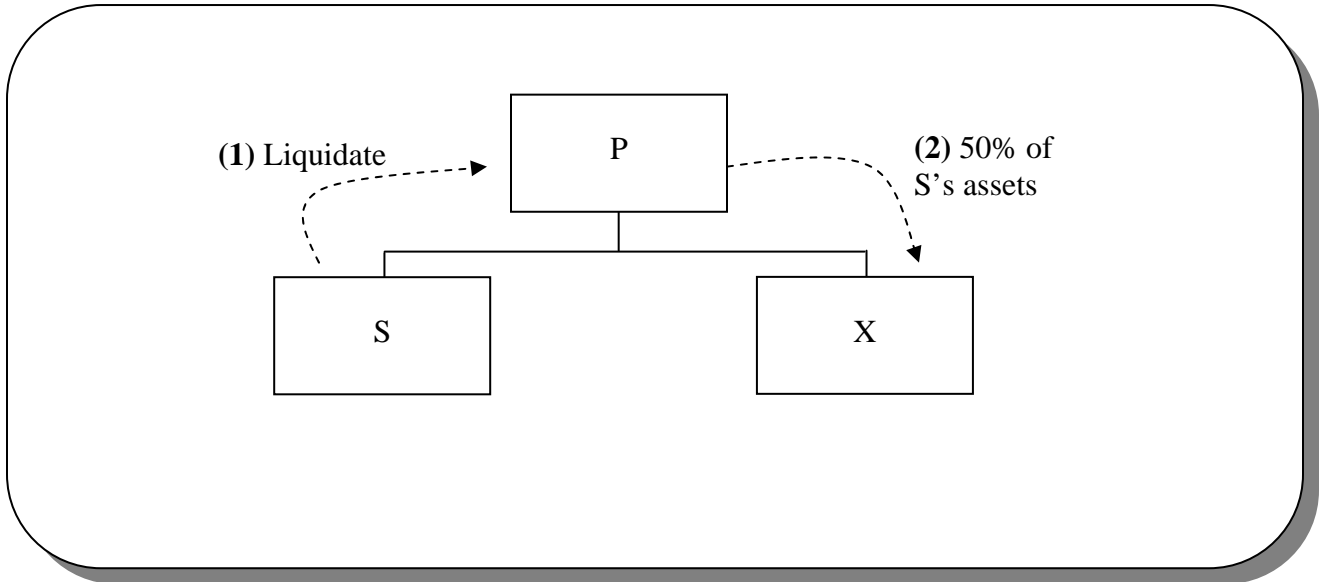 P
(1) Liquidate
(2) 50% of
S’s assets
S
X